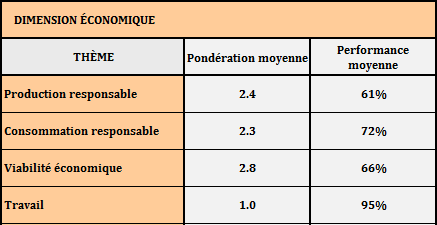 DIMENSION ÉCONOMIQUE
THÈME Pondération moyenne Performance
moyenne
Production responsable 2.4 61%
Consommation responsable 2.3 72%
Viabilité économique 2.8 66%
Travail 1.0 95%